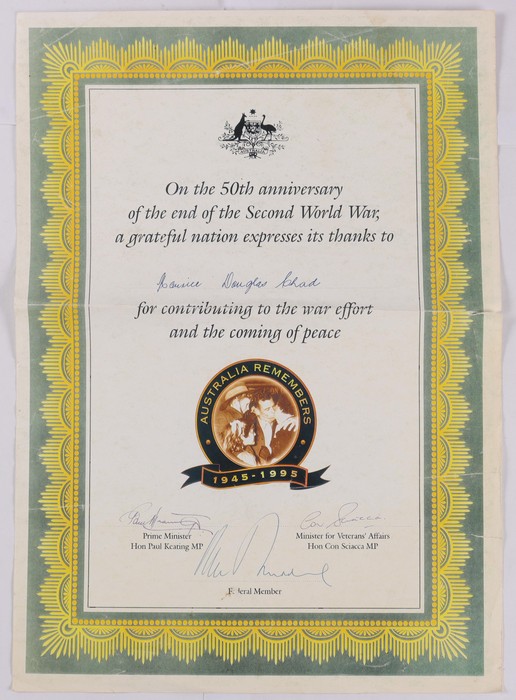 On the 50th anniversary
of the end of the Second World War,
a grateful nation expresses its thanks to
Maurice Douglas Chad
for contributing to the war effort
and the coming of peace
AUSTRALIA REMEMBERS
1945-1995
Con Sciacca
Prime Minister
Hon Paul Keating MP
Minister for Veterans' Affairs
Hon Con Sciacca MP
Federal Member